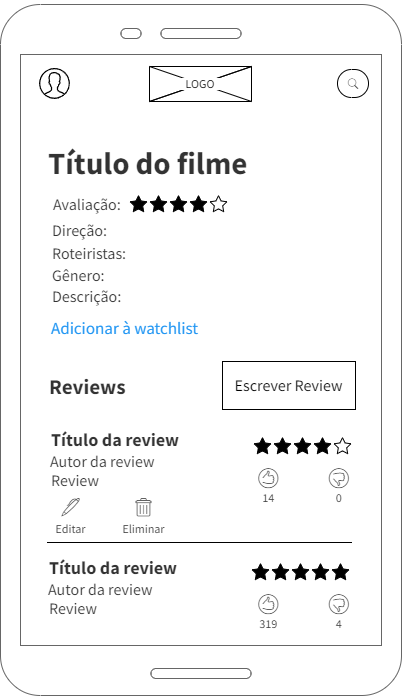 LOGO
Título do filme
Avaliação:
Direção:
Roteiristas:
Gênero:
Descrição:
Adicionar à watchlist
Reviews
Escrever Review
Título da review
Autor da review
Review
14
0
Editar
Eliminar
Título da review
Autor da review
Review
319
4